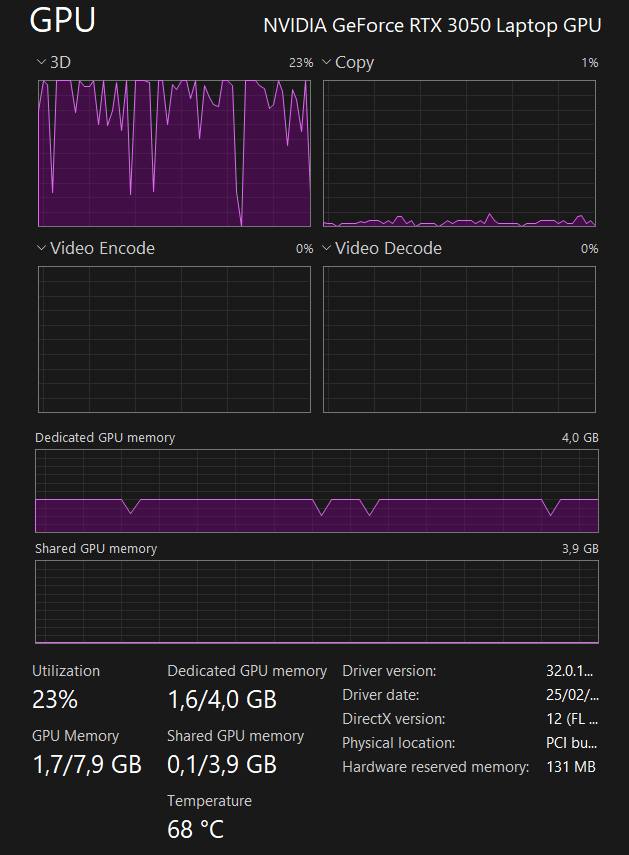 GPU NVIDIA GeForce RTX 3050 Laptop GPU
3D 23% Copy 1%
Video Encode 0% Video Decode 0%
Dedicated GPU memory 4,0 GB
Shared GPU memory 3,9 GB
Utilization
23%
Dedicated GPU memory
1,6/4,0 GB
GPU Memory
1,7/7,9 GB
Shared GPU memory
0,1/3,9 GB
Temperature
68 °C
Driver version: 32.0.1...
Driver date: 25/02/...
DirectX version: 12 (FL ...
Physical location: PCI bu...
Hardware reserved memory: 131 MB